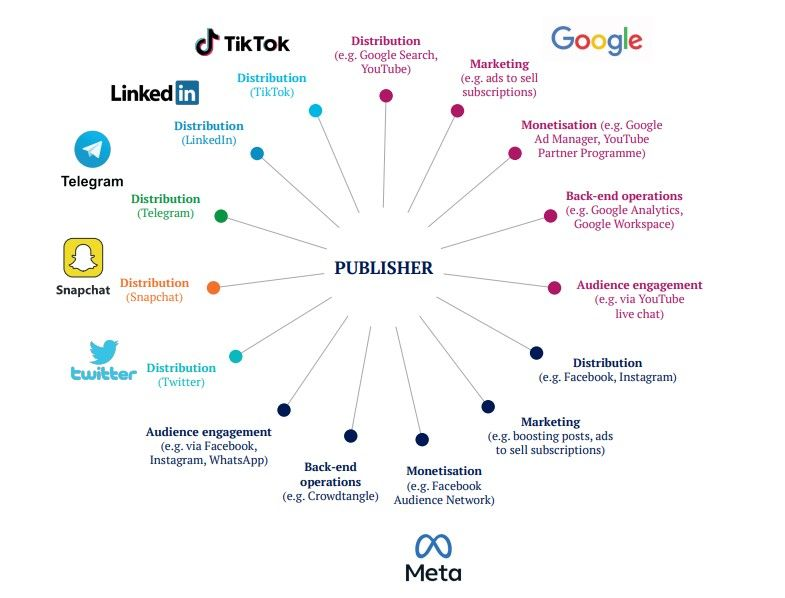 TikTok
Google
Distribution
(e.g. Google Search,
YouTube)
Marketing
(e.g. ads to sell
subscriptions)
Distribution
(TikTok)
Linked in
Distribution
(LinkedIn)
Monetisation (e.g. Google
Ad Manager, YouTube
Partner Programme)
Telegram
Distribution
(Telegram)
Back-end operations
(e.g. Google Analytics,
Google Workspace)
PUBLISHER
Snapchat
Distribution
(Snapchat)
Audience engagement
(e.g. via YouTube
live chat)
twitter
Distribution
(Twitter)
Distribution
(e.g. Facebook, Instagram)
Audience engagement
(e.g. via Facebook,
Instagram, WhatsApp)
Marketing
(e.g. boosting posts, ads
to sell subscriptions)
Back-end
operations
(e.g. Crowdtangle)
Monetisation
(e.g. Facebook
Audience Network)
Meta